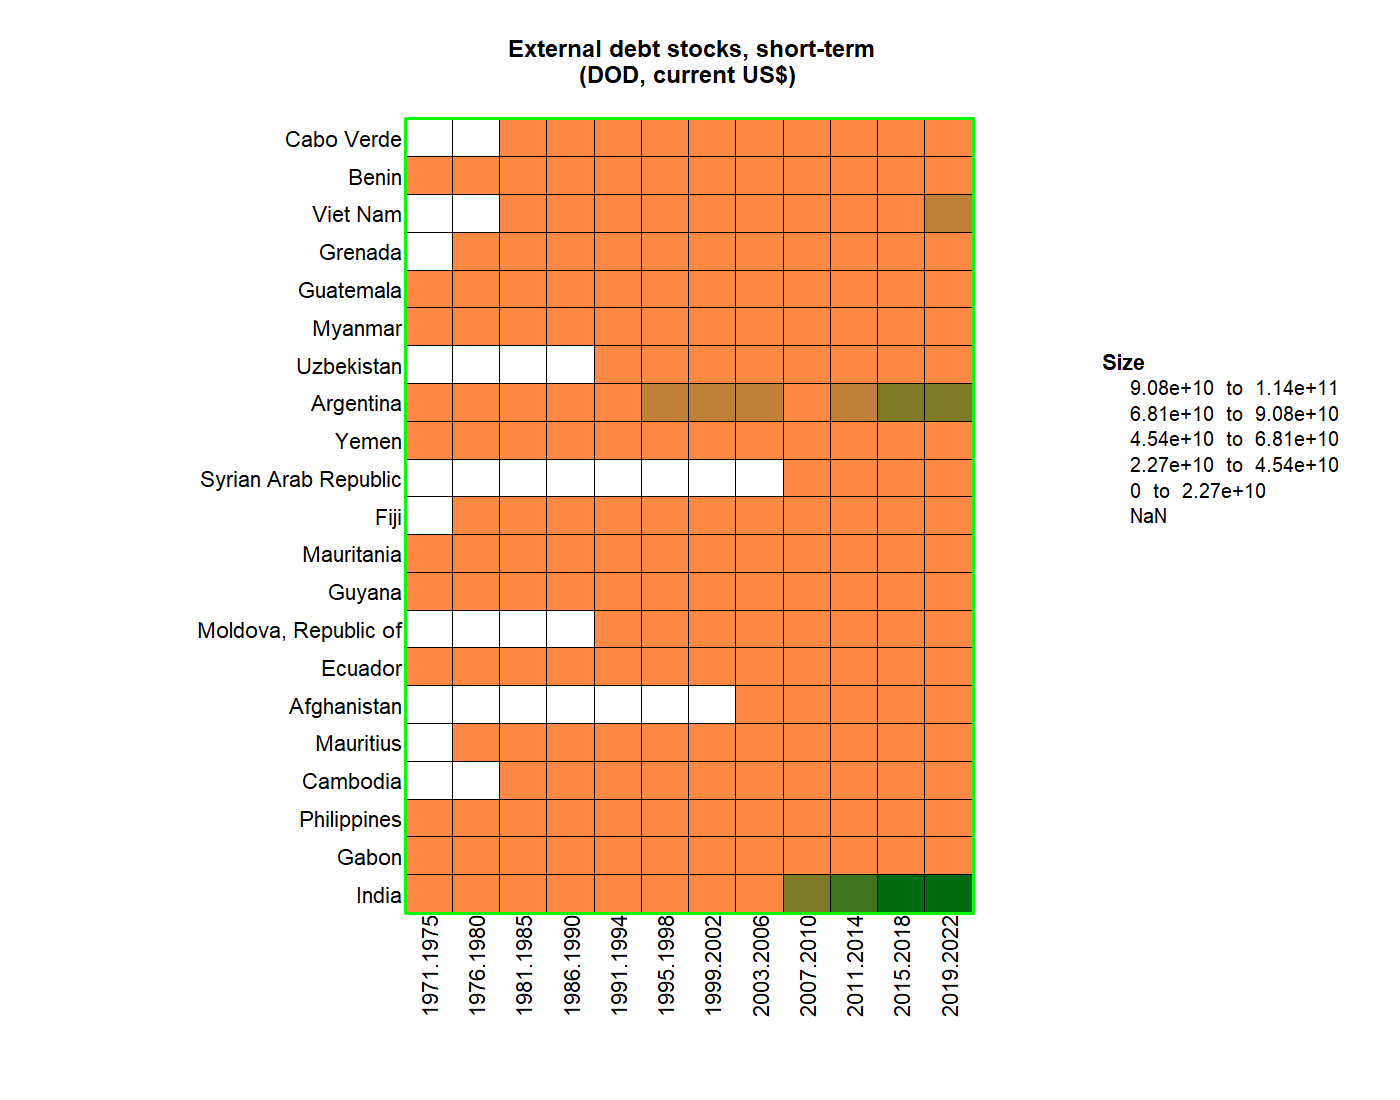 External debt stocks, short-term
(DOD, current US$)
Cabo Verde
Benin
Viet Nam
Grenada
Guatemala
Myanmar
Uzbekistan
Argentina
Yemen
Syrian Arab Republic
Fiji
Mauritania
Guyana
Moldova, Republic of
Ecuador
Afghanistan
Mauritius
Cambodia
Philippines
Gabon
India
1971.1975
1976.1980
1981.1985
1986.1990
1991.1994
1995.1998
1999.2002
2003.2006
2007.2010
2011.2014
2015.2018
2019.2022
Size
9.08e+10 to 1.14e+11
6.81e+10 to 9.08e+10
4.54e+10 to 6.81e+10
2.27e+10 to 4.54e+10
0 to 2.27e+10
NaN